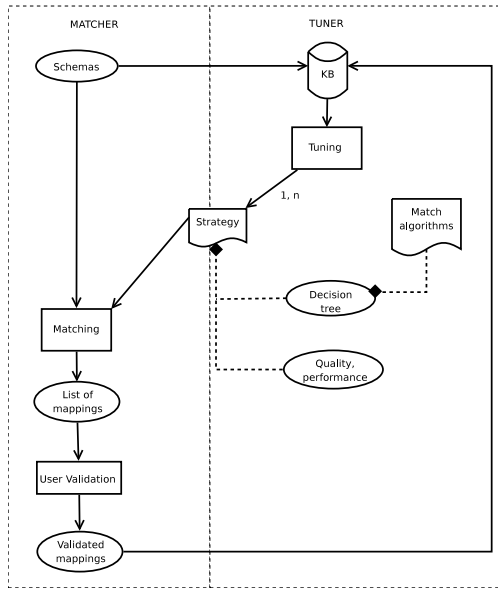 MATCHER
TUNER
Schemas
KB
Tuning
1, n
Strategy
Match
algorithms
Decision
tree
Matching
Quality,
performance
List of
mappings
User Validation
Validated
mappings